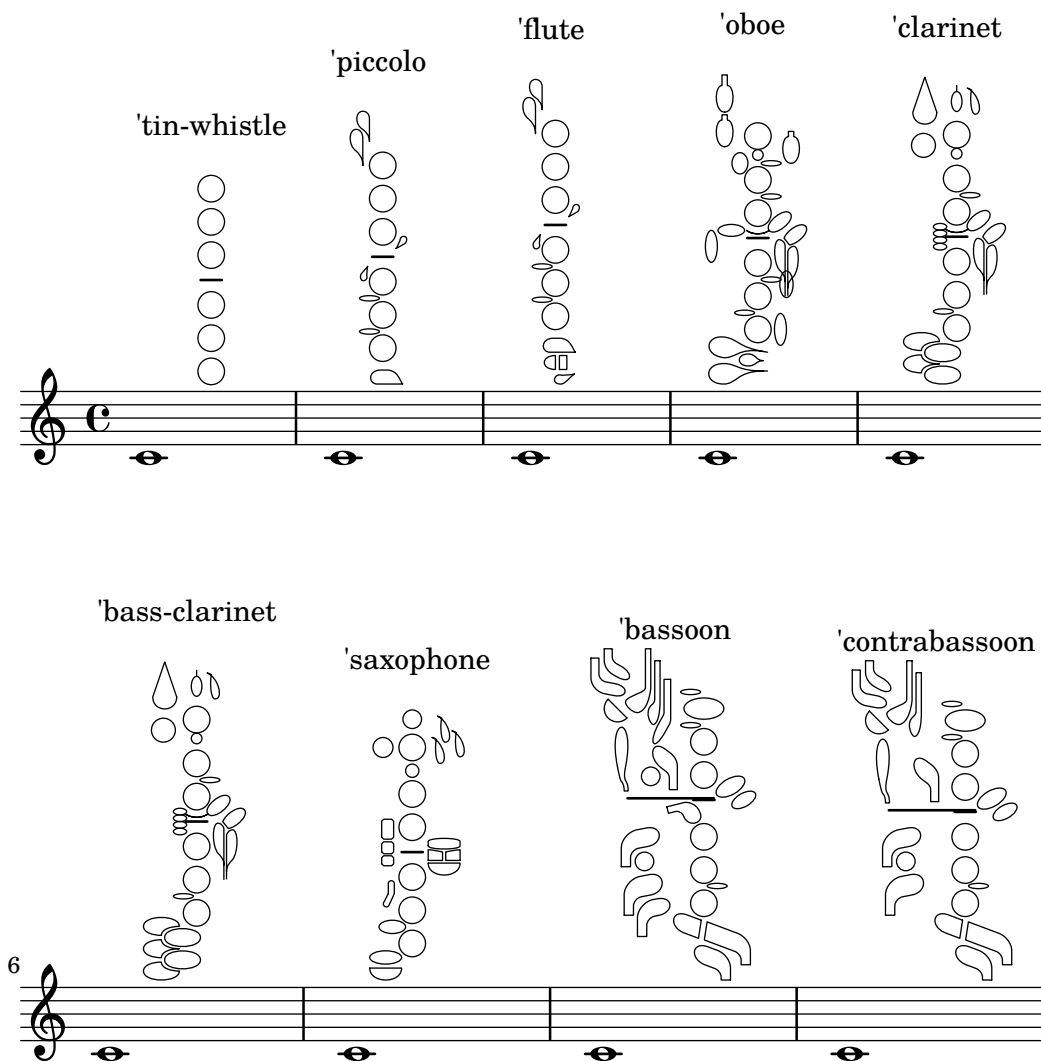 'tin-whistle
'piccolo
'flute
'oboe
'clarinet
'bass-clarinet
'saxophone
'bassoon
'contrabassoon
6